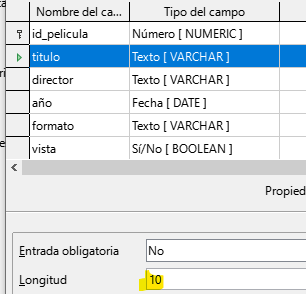 Nombre del ca... Tipo del campo
id_pelicula Número [ NUMERIC ]
titulo Texto [ VARCHAR ]
director Texto [ VARCHAR ]
año Fecha [ DATE ]
formato Texto [ VARCHAR ]
vista Sí/No [ BOOLEAN ]
Propied
Entrada obligatoria No
Longitud 10